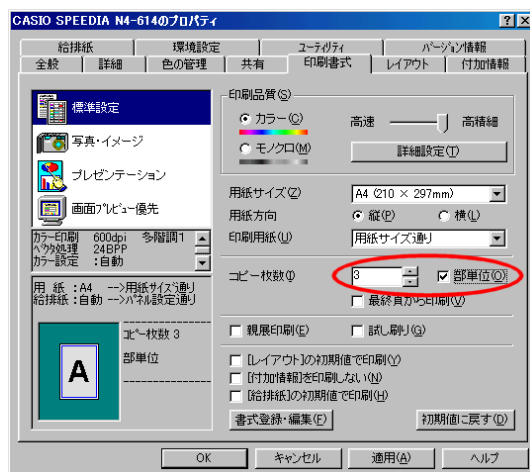 CASIO SPEEDIA N4-614のプロパティ
給排紙 環境設定 ユーティリティ バージョン情報
全般 詳細 色の管理 共有 印刷書式 レイアウト 付加情報
標準設定
写真・イメージ
プレゼンテーション
画面プレビュー優先
カラー印刷 600dpi 多階調1
ベクタ処理 24BPP
カラー設定 :自動
用 紙 :A4 -->用紙サイズ通り
給排紙:自動 -->パネル設定通り
コピー枚数 3
部単位
A
印刷品質(S)
カラー(C)
モノクロ(M)
高速 高精細
詳細設定(T)
用紙サイズ(Z) A4 (210 × 297mm)
用紙方向 縦(P) 横(L)
印刷用紙(U) 用紙サイズ通り
コピー枚数(I) 3 部単位(O)
最終頁から印刷(V)
親展印刷(E) 試し刷り(G)
[レイアウト]の初期値で印刷(Y)
[付加情報]を印刷しない(N)
[給排紙]の初期値で印刷(H)
書式登録・編集(F) 初期値に戻す(D)
OK キャンセル 適用(A) ヘルプ